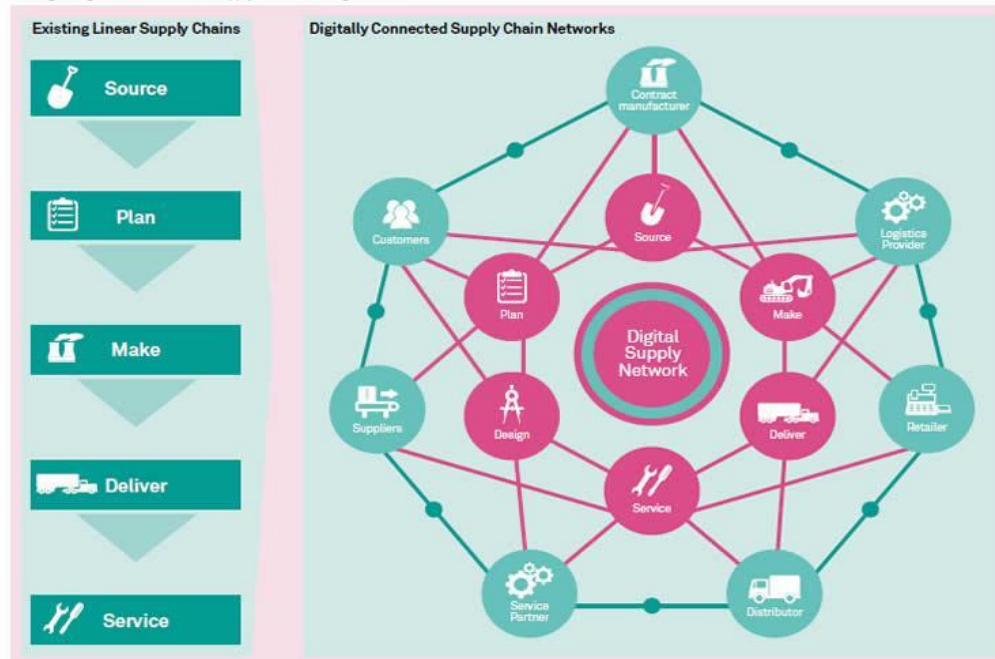 Existing Linear Supply Chains
Source
Plan
Make
Deliver
Service
Digitally Connected Supply Chain Networks
Contract
manufacturer
Customers
Source
Logistics
Provider
Plan
Make
Digital
Supply
Network
Suppliers
Design
Deliver
Retailer
Service
Service
Partner
Distributor